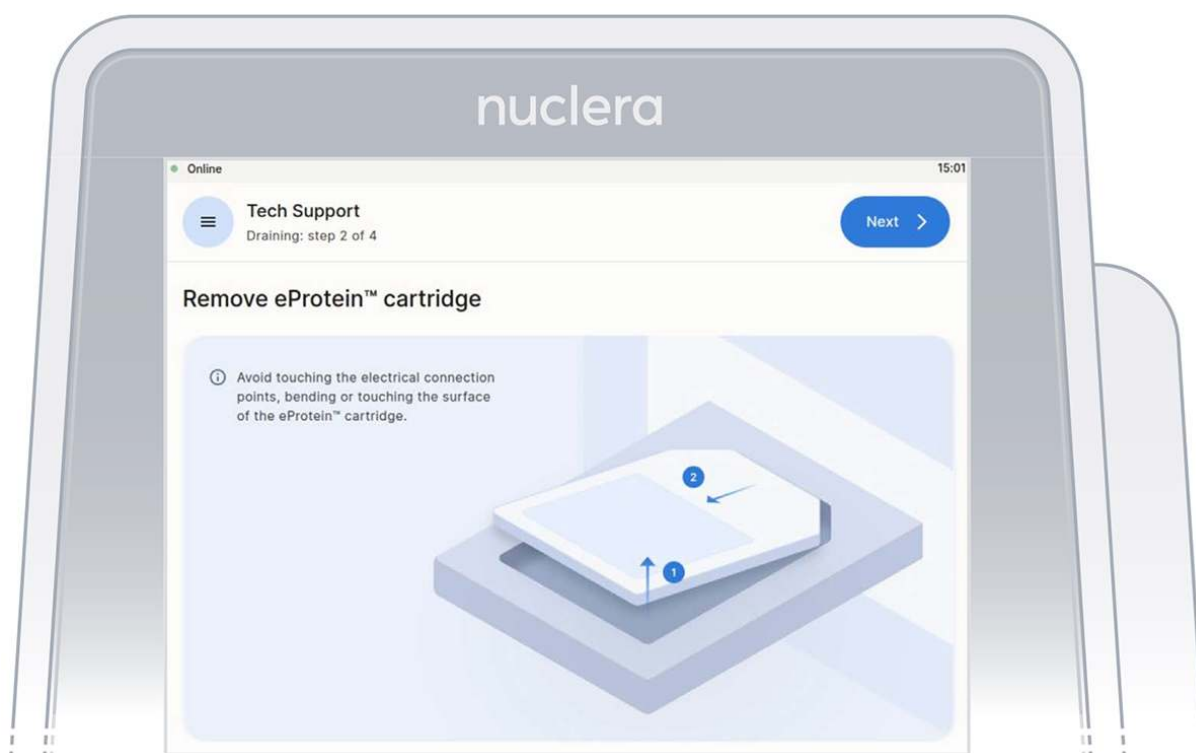 nuclera
Online
15:01
Tech Support
Draining: step 2 of 4
Next
Remove eProtein™ cartridge
Avoid touching the electrical connection
points, bending or touching the surface
of the eProtein™ cartridge.
2
1